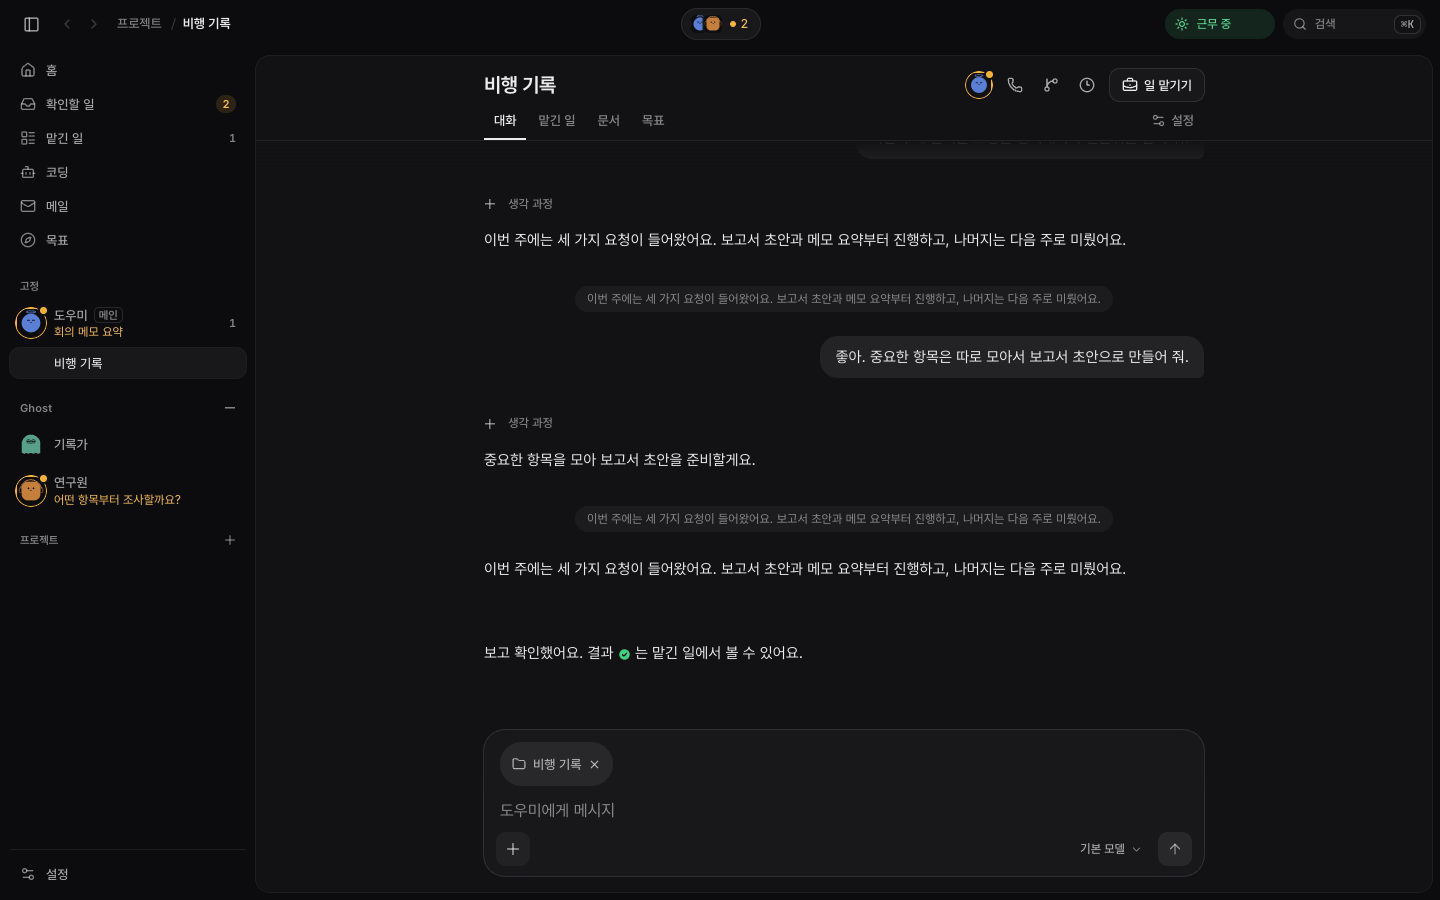 프로젝트 / 비행 기록
2
근무 중
검색
⌘K
홈
확인할 일
2
맡긴 일
1
코딩
메일
목표
고정
도우미 메인
회의 메모 요약
1
비행 기록
Ghost
기록가
연구원
어떤 항목부터 조사할까요?
프로젝트
설정
비행 기록
일 맡기기
대화 맡긴 일 문서 목표
설정
생각 과정
이번 주에는 세 가지 요청이 들어왔어요. 보고서 초안과 메모 요약부터 진행하고, 나머지는 다음 주로 미뤘어요.
이번 주에는 세 가지 요청이 들어왔어요. 보고서 초안과 메모 요약부터 진행하고, 나머지는 다음 주로 미뤘어요.
좋아. 중요한 항목은 따로 모아서 보고서 초안으로 만들어 줘.
생각 과정
중요한 항목을 모아 보고서 초안을 준비할게요.
이번 주에는 세 가지 요청이 들어왔어요. 보고서 초안과 메모 요약부터 진행하고, 나머지는 다음 주로 미뤘어요.
이번 주에는 세 가지 요청이 들어왔어요. 보고서 초안과 메모 요약부터 진행하고, 나머지는 다음 주로 미뤘어요.
보고 확인했어요. 결과 는 맡긴 일에서 볼 수 있어요.
비행 기록
도우미에게 메시지
기본 모델